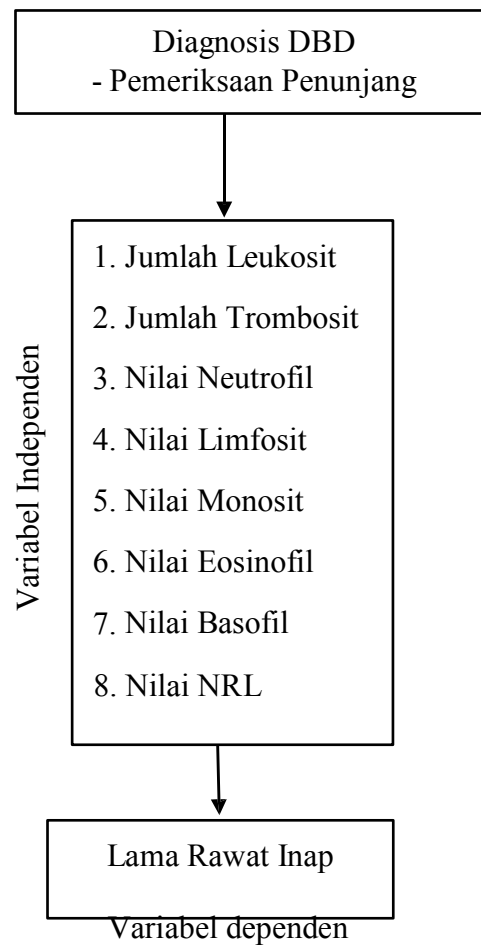 Diagnosis DBD
- Pemeriksaan Penunjang
Variabel Independen
1. Jumlah Leukosit
2. Jumlah Trombosit
3. Nilai Neutrofil
4. Nilai Limfosit
5. Nilai Monosit
6. Nilai Eosinofil
7. Nilai Basofil
8. Nilai NRL
Lama Rawat Inap
Variabel dependen